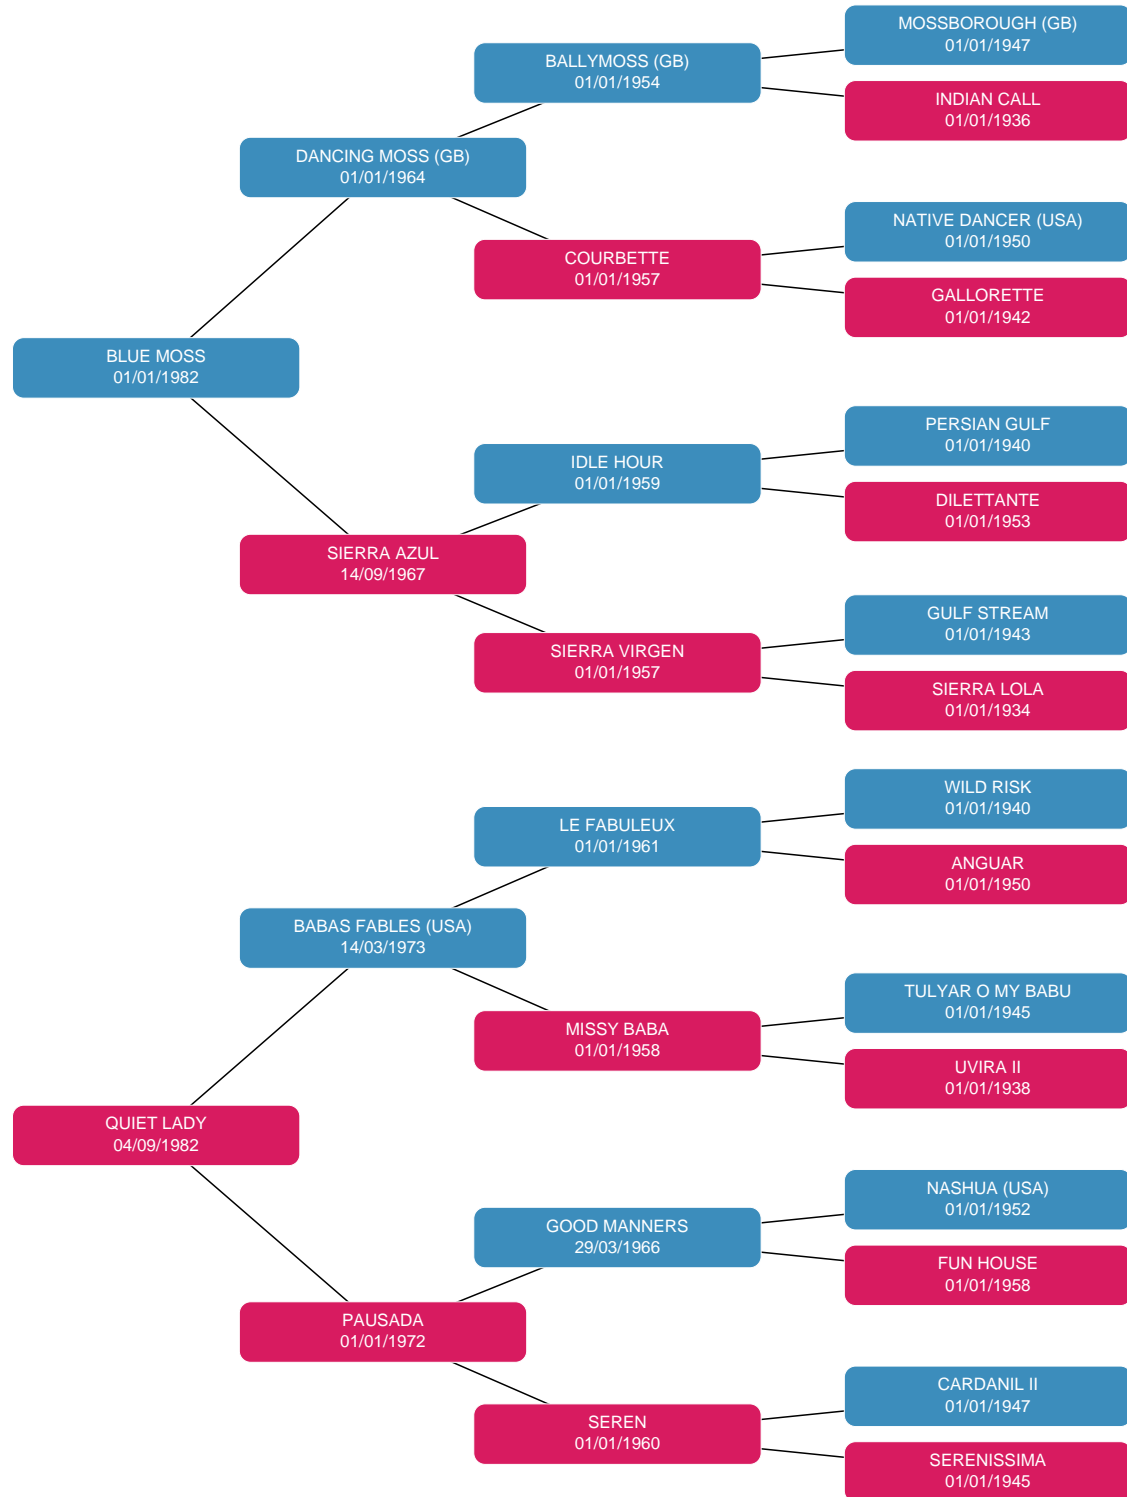 MOSSBOROUGH (GB)
01/01/1947
BALLYMOSS (GB)
01/01/1954
INDIAN CALL
01/01/1936
DANCING MOSS (GB)
01/01/1964
NATIVE DANCER (USA)
01/01/1950
COURBETTE
01/01/1957
GALLORETTE
01/01/1942
BLUE MOSS
01/01/1982
PERSIAN GULF
01/01/1940
IDLE HOUR
01/01/1959
DILETTANTE
01/01/1953
SIERRA AZUL
14/09/1967
GULF STREAM
01/01/1943
SIERRA VIRGEN
01/01/1957
SIERRA LOLA
01/01/1934
WILD RISK
01/01/1940
LE FABULEUX
01/01/1961
ANGUAR
01/01/1950
BABAS FABLES (USA)
14/03/1973
TULYAR O MY BABU
01/01/1945
MISSY BABA
01/01/1958
UVIRA II
01/01/1938
QUIET LADY
04/09/1982
NASHUA (USA)
01/01/1952
GOOD MANNERS
29/03/1966
FUN HOUSE
01/01/1958
PAUSADA
01/01/1972
CARDANIL II
01/01/1947
SEREN
01/01/1960
SERENISSIMA
01/01/1945